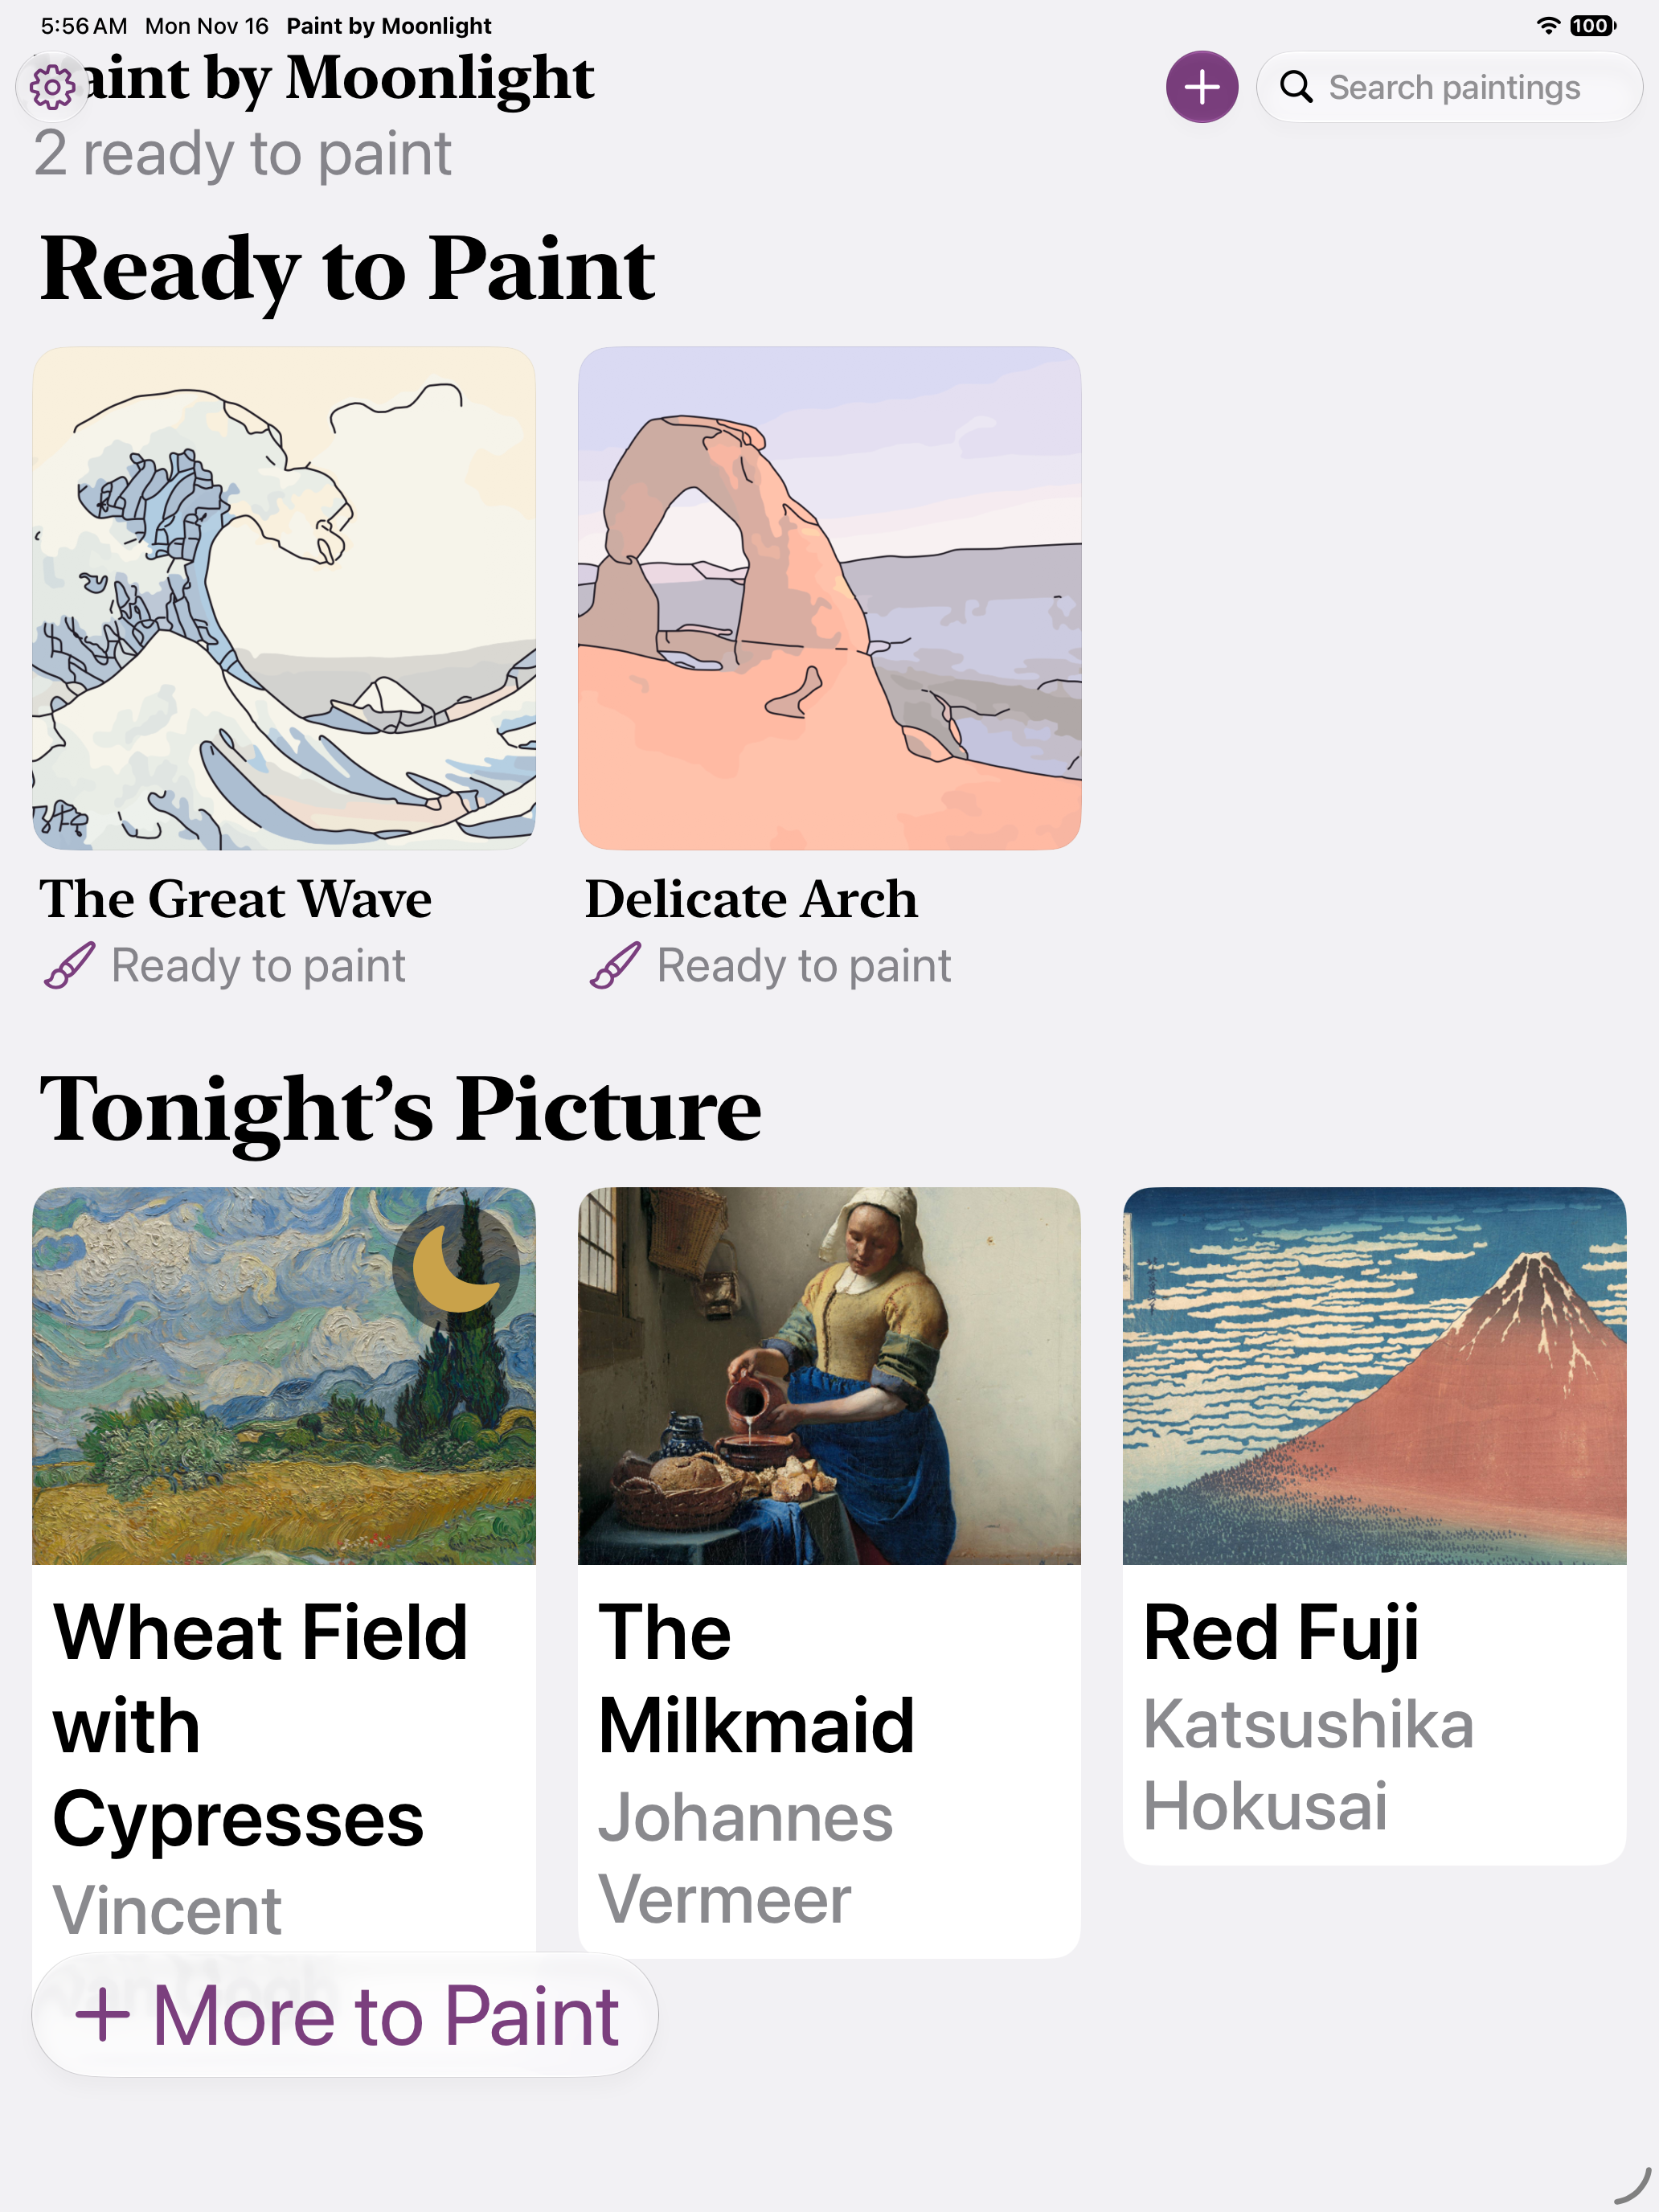 5:56 AM Mon Nov 16 Paint by Moonlight
100
aint by Moonlight
Search paintings
2 ready to paint
Ready to Paint
The Great Wave
Ready to paint
Delicate Arch
Ready to paint
Tonight’s Picture
Wheat Field
with
Cypresses
Vincent
The
Milkmaid
Johannes
Vermeer
Red Fuji
Katsushika
Hokusai
+ More to Paint